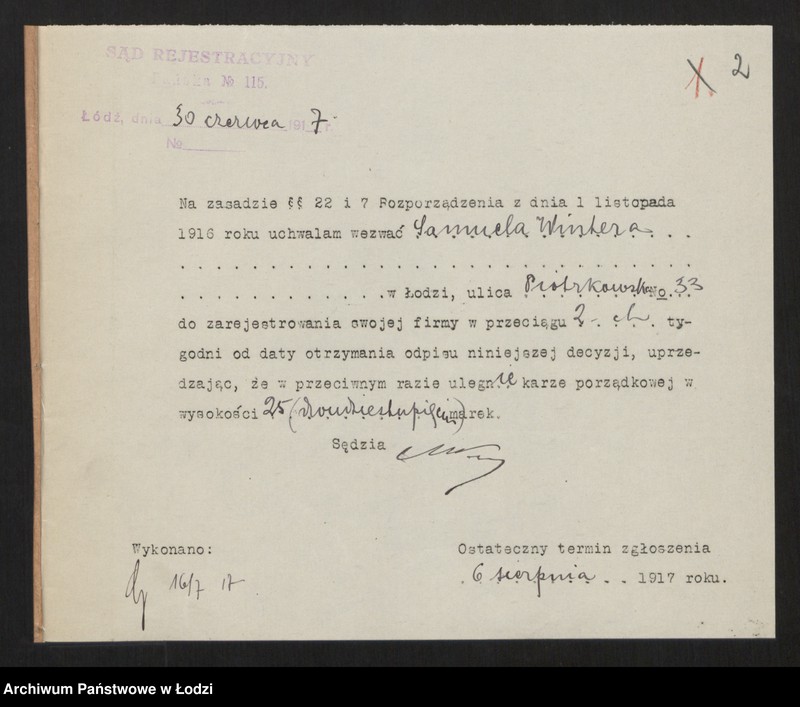 SĄD REJESTRACYJNY
№ 115.
2
Łódź, dnia 30 czerwca 1917 r.
№
Na zasadzie §§ 22 i 7 Rozporządzenia z dnia 1 listopada
1916 roku uchwalam wezwać Samuela Wintera . .
. . . . . . . . . . . . . . . . . . . . . . . . . . . . .
. . . . . . . . . . . . w Łodzi, ulica Piotrkowska No 33
do zarejestrowania swojej firmy w przeciągu 2-ch ty-
godni od daty otrzymania odpisu niniejszej decyzji, uprze-
dzając, że w przeciwnym razie ulegnie karze porządkowej w
wysokości 25 (dwudziestupięciu) marek.
Sędzia
Wykonano:
16/7 17
Ostateczny termin zgłoszenia
. 6 sierpnia . . 1917 roku.
Archiwum Państwowe w Łodzi